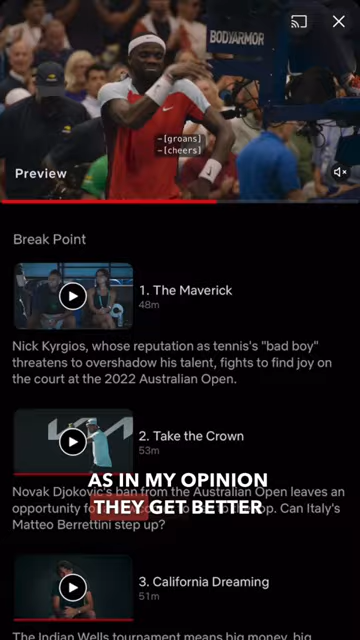 BODYARMOR
-[groans]
-[cheers]
Preview
Break Point
1. The Maverick
48m
Nick Kyrgios, whose reputation as tennis's "bad boy"
threatens to overshadow his talent, fights to find joy on
the court at the 2022 Australian Open.
2. Take the Crown
53m
AS IN MY OPINION
THEY GET BETTER
Novak Djokovic's ban from the Australian Open leaves an
opportunity
Can Italy's
Matteo Berrettini step up?
3. California Dreaming
51m
The Indian Wells tournament means big money, big